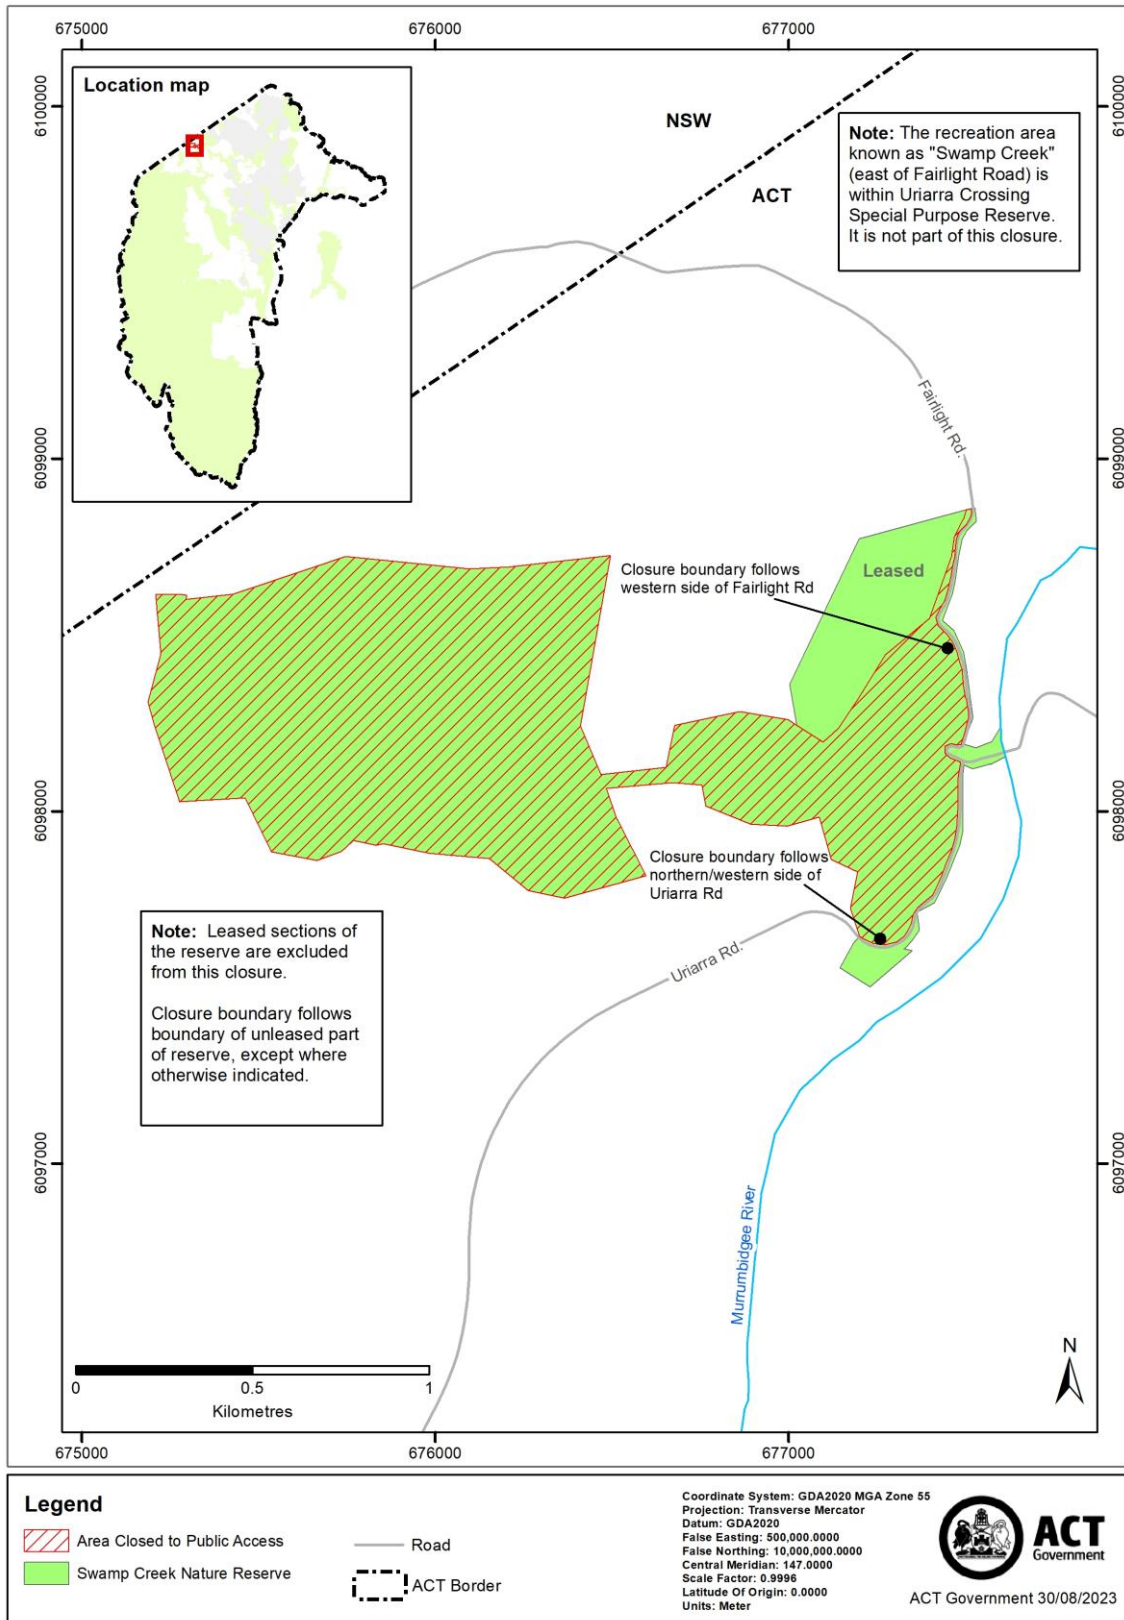 675000
676000
677000
6100000
6100000
Location map
NSW
ACT
Note: The recreation area
known as "Swamp Creek"
(east of Fairlight Road) is
within Uriarra Crossing
Special Purpose Reserve.
It is not part of this closure.
Fairlight Rd.
6099000
6099000
Leased
Closure boundary follows
western side of Fairlight Rd
6098000
6098000
Closure boundary follows
northern/western side of
Uriarra Rd
Note: Leased sections of
the reserve are excluded
from this closure.
Closure boundary follows
boundary of unleased part
of reserve, except where
otherwise indicated.
Uriarra Rd.
6097000
6097000
Murrumbidgee River
N
0
0.5
1
Kilometres
675000
676000
677000
Legend
Area Closed to Public Access
Swamp Creek Nature Reserve
Road
ACT Border
Coordinate System: GDA2020 MGA Zone 55
Projection: Transverse Mercator
Datum: GDA2020
False Easting: 500,000.0000
False Northing: 10,000,000.0000
Central Meridian: 147.0000
Scale Factor: 0.9996
Latitude Of Origin: 0.0000
Units: Meter
ACT
Government
ACT Government 30/08/2023